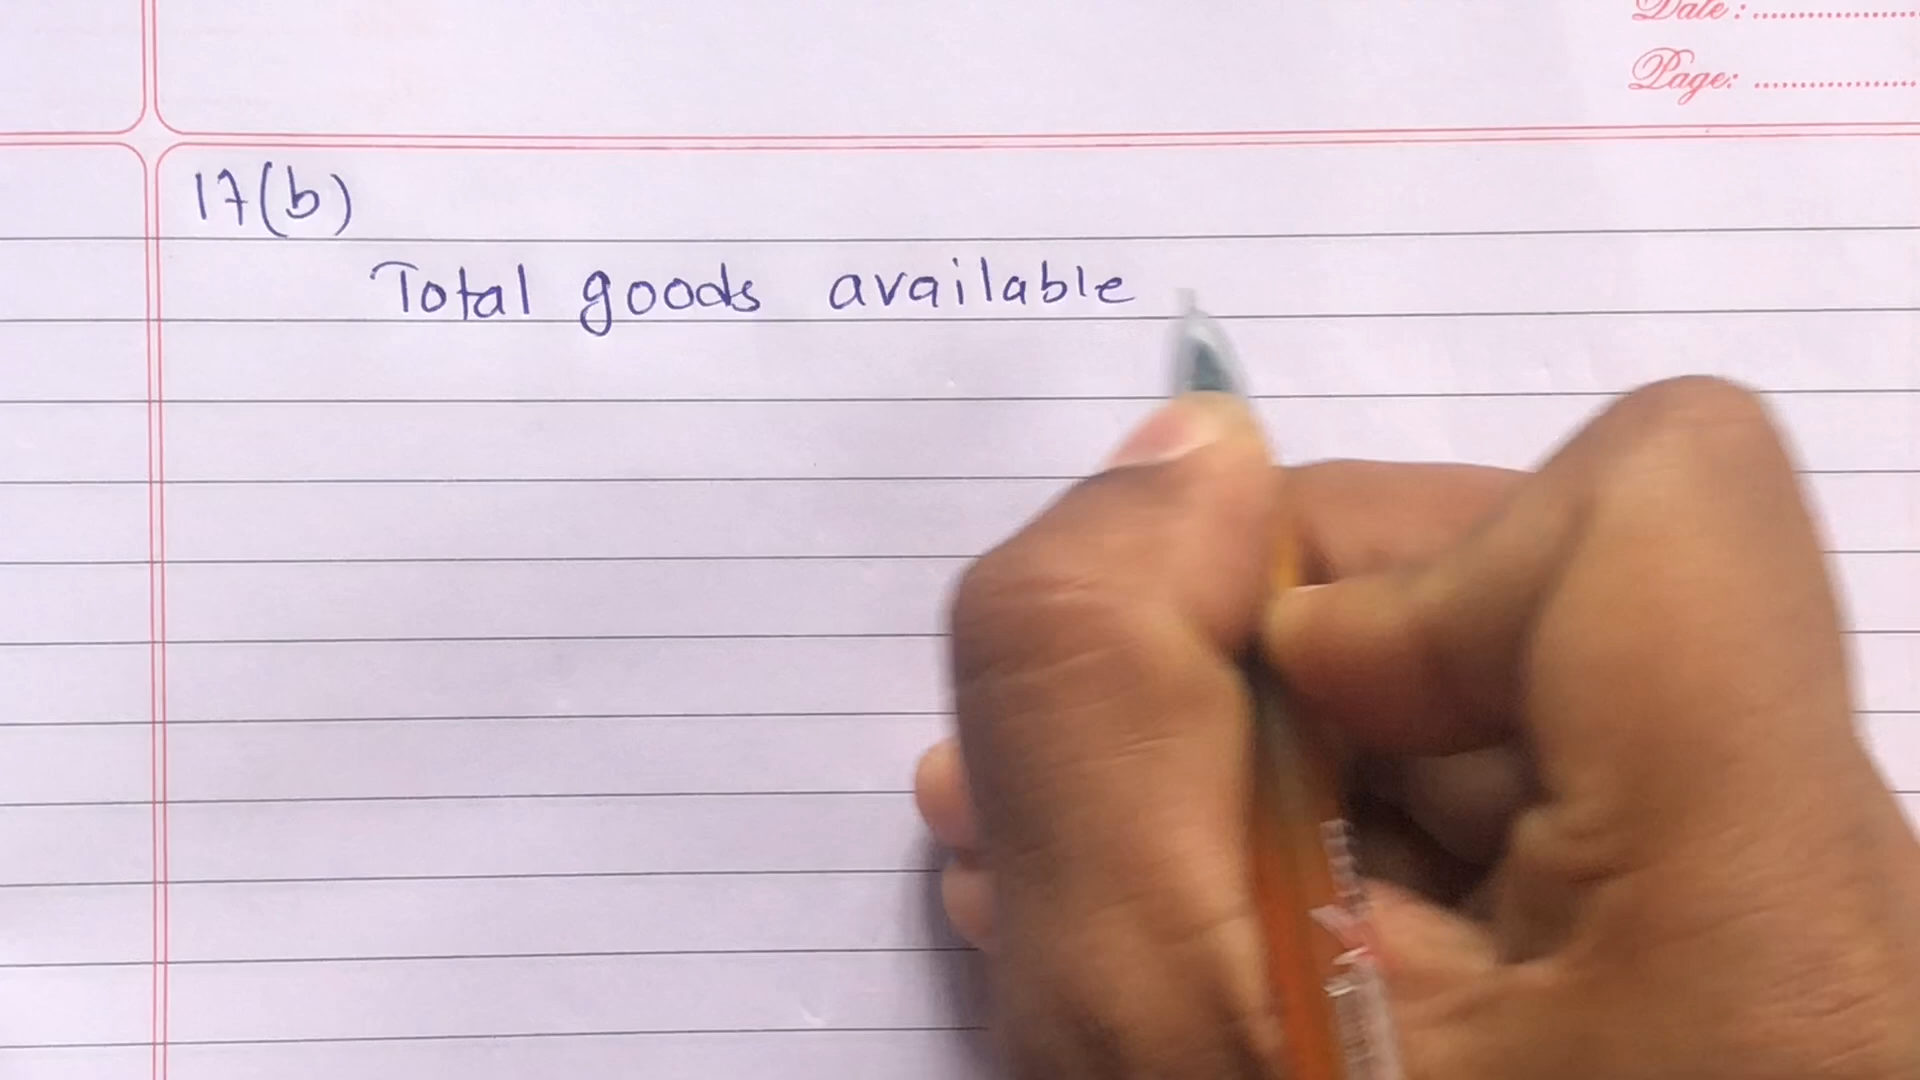 Date: ........................
Page: ........................
17(b)
Total goods available